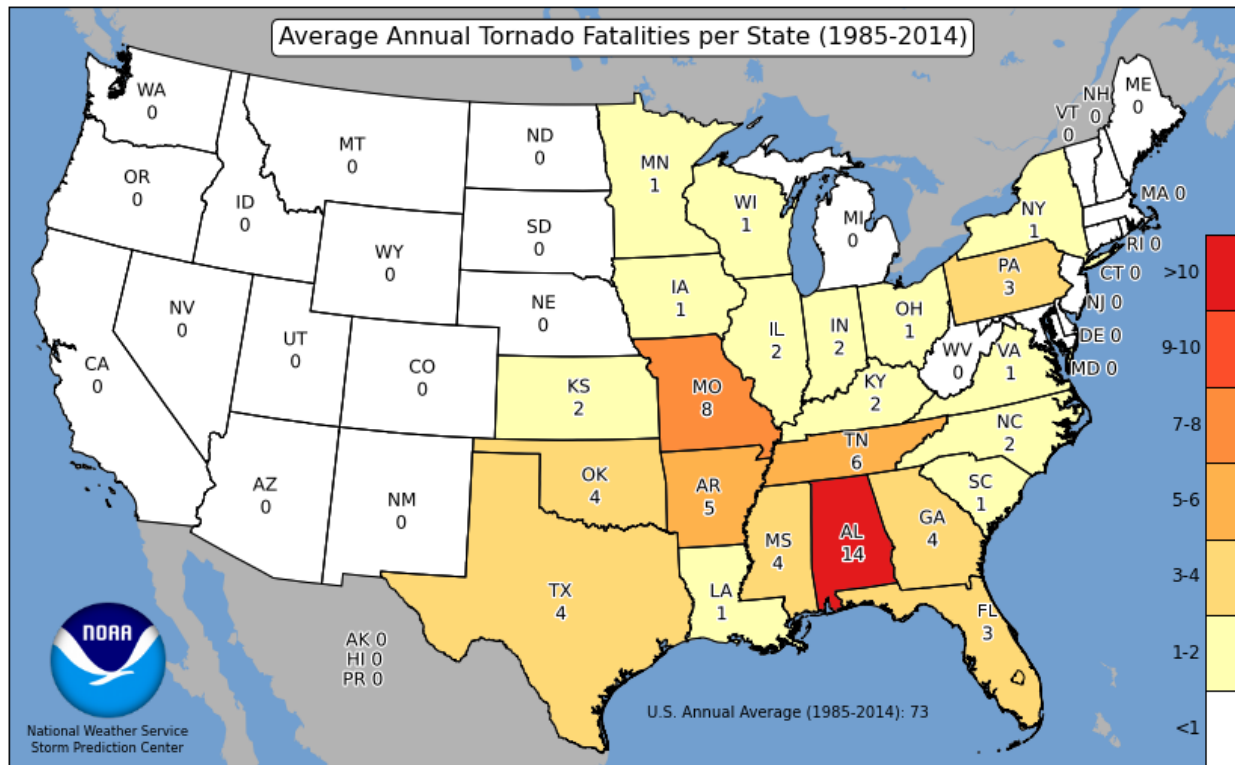 Average Annual Tornado Fatalities per State (1985-2014)
WA
0
OR
0
CA
0
NV
0
ID
0
MT
0
WY
0
UT
0
AZ
0
CO
0
NM
0
ND
0
SD
0
NE
0
KS
2
OK
4
TX
4
MN
1
IA
1
MO
8
AR
5
LA
1
WI
1
IL
2
MI
0
IN
2
OH
1
KY
2
TN
6
MS
4
AL
14
GA
4
FL
3
SC
1
NC
2
VA
1
WV
0
PA
3
NY
1
VT
0
NH
0
ME
0
MA 0
RI 0
CT 0
NJ 0
DE 0
MD 0
AK 0
HI 0
PR 0
>10
9-10
7-8
5-6
3-4
1-2
<1
NOAA
National Weather Service
Storm Prediction Center
U.S. Annual Average (1985-2014): 73